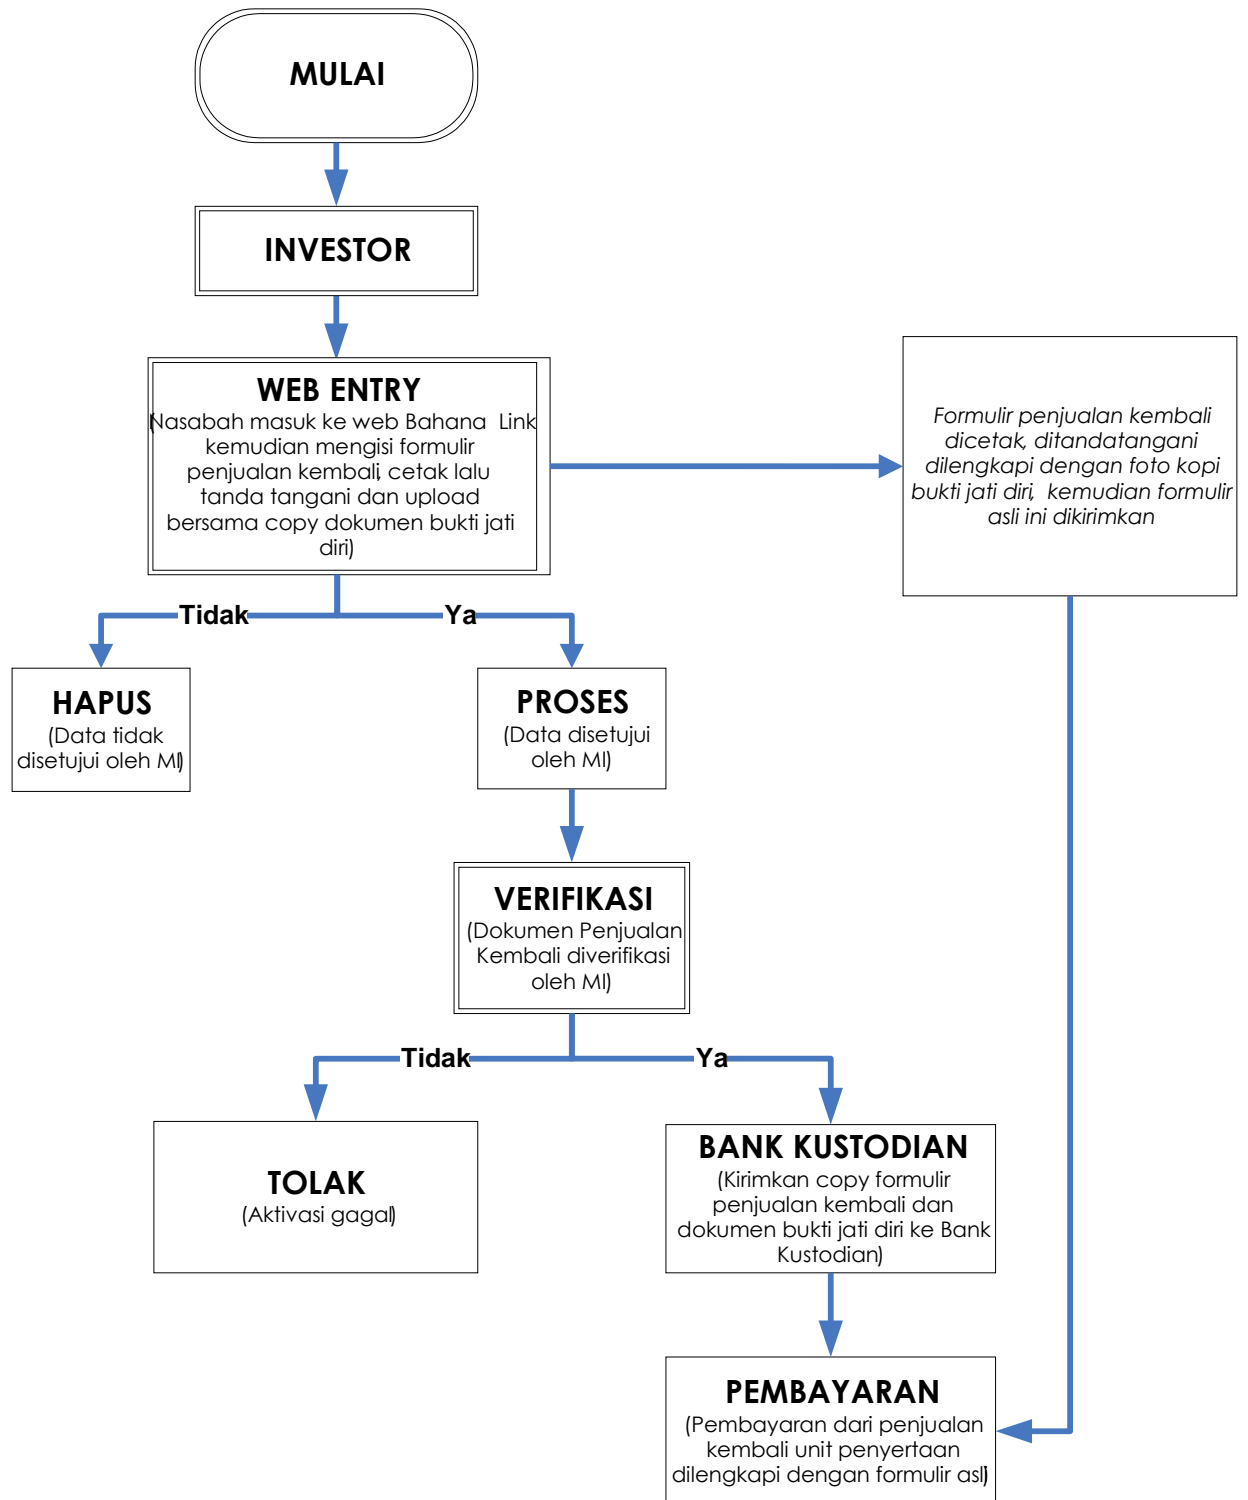 MULAI
INVESTOR
WEB ENTRY
(Nasabah masuk ke web Bahana Link
kemudian mengisi formulir
penjualan kembali, cetak lalu
tanda tangani dan upload
bersama copy dokumen bukti jati
diri)
Formulir penjualan kembali
dicetak, ditandatangani
dilengkapi dengan foto kopi
bukti jati diri, kemudian formulir
asli ini dikirimkan
Tidak
Ya
HAPUS
(Data tidak
disetujui oleh MI)
PROSES
(Data disetujui
oleh MI)
VERIFIKASI
(Dokumen Penjualan
Kembali diverifikasi
oleh MI)
Tidak
Ya
TOLAK
(Aktivasi gagal)
BANK KUSTODIAN
(Kirimkan copy formulir
penjualan kembali dan
dokumen bukti jati diri ke Bank
Kustodian)
PEMBAYARAN
(Pembayaran dari penjualan
kembali unit penyertaan
dilengkapi dengan formulir asli)